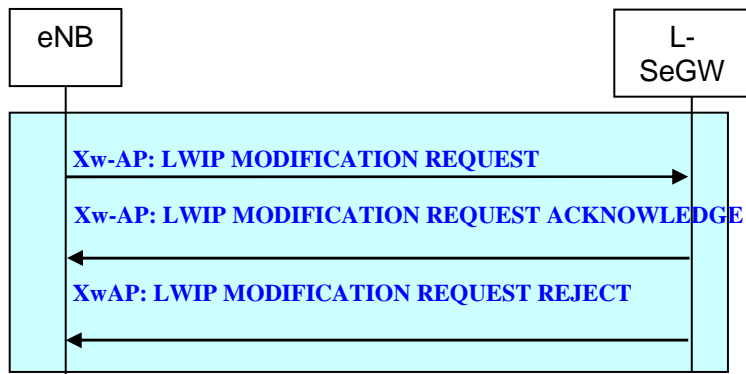 eNB
L-
SeGW
Xw-AP: LWIP MODIFICATION REQUEST
Xw-AP: LWIP MODIFICATION REQUEST ACKNOWLEDGE
XwAP: LWIP MODIFICATION REQUEST REJECT